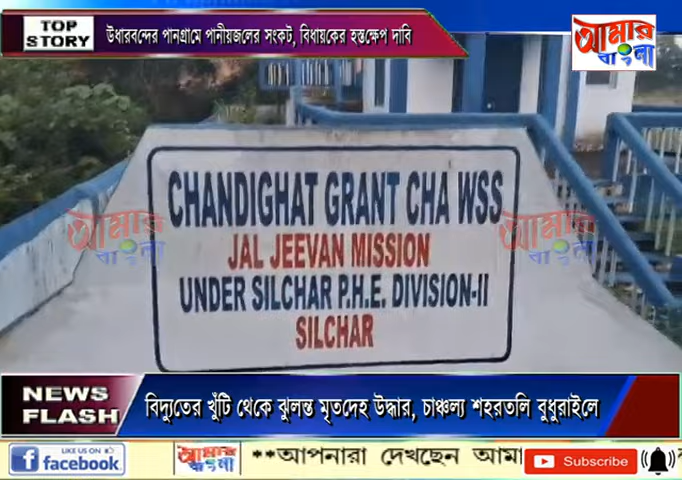 TOP
STORY
উধারবন্দের পানগ্রামে পানীয়জলের সংকট, বিধায়কের হস্তক্ষেপ দাবি
আমার
বাংলা
CHANDIGHAT GRANT CHA WSS
JAL JEEVAN MISSION
UNDER SILCHAR P.H.E. DIVISION-II
SILCHAR
আমার
বাংলা
আমার
বাংলা
NEWS
FLASH
বিদ্যুতের খুঁটি থেকে ঝুলন্ত মৃতদেহ উদ্ধার, চাঞ্চল্য শহরতলি বুধুরাইলে
LIKE US ON
facebook.
আমার
বাংলা
**আপনারা দেখছেন আমা
Subscribe